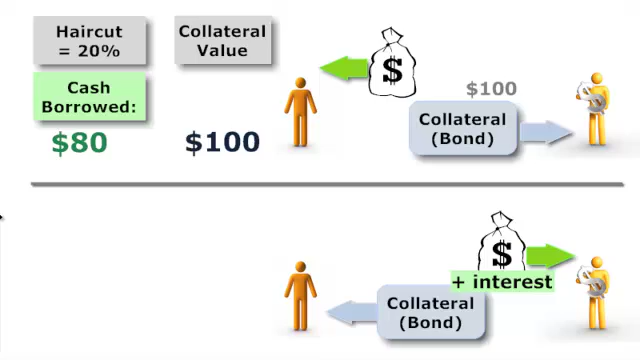 Haircut
= 20%
Collateral
Value
Cash
Borrowed:
$80
$100
$
$100
Collateral
(Bond)
$
+ interest
Collateral
(Bond)